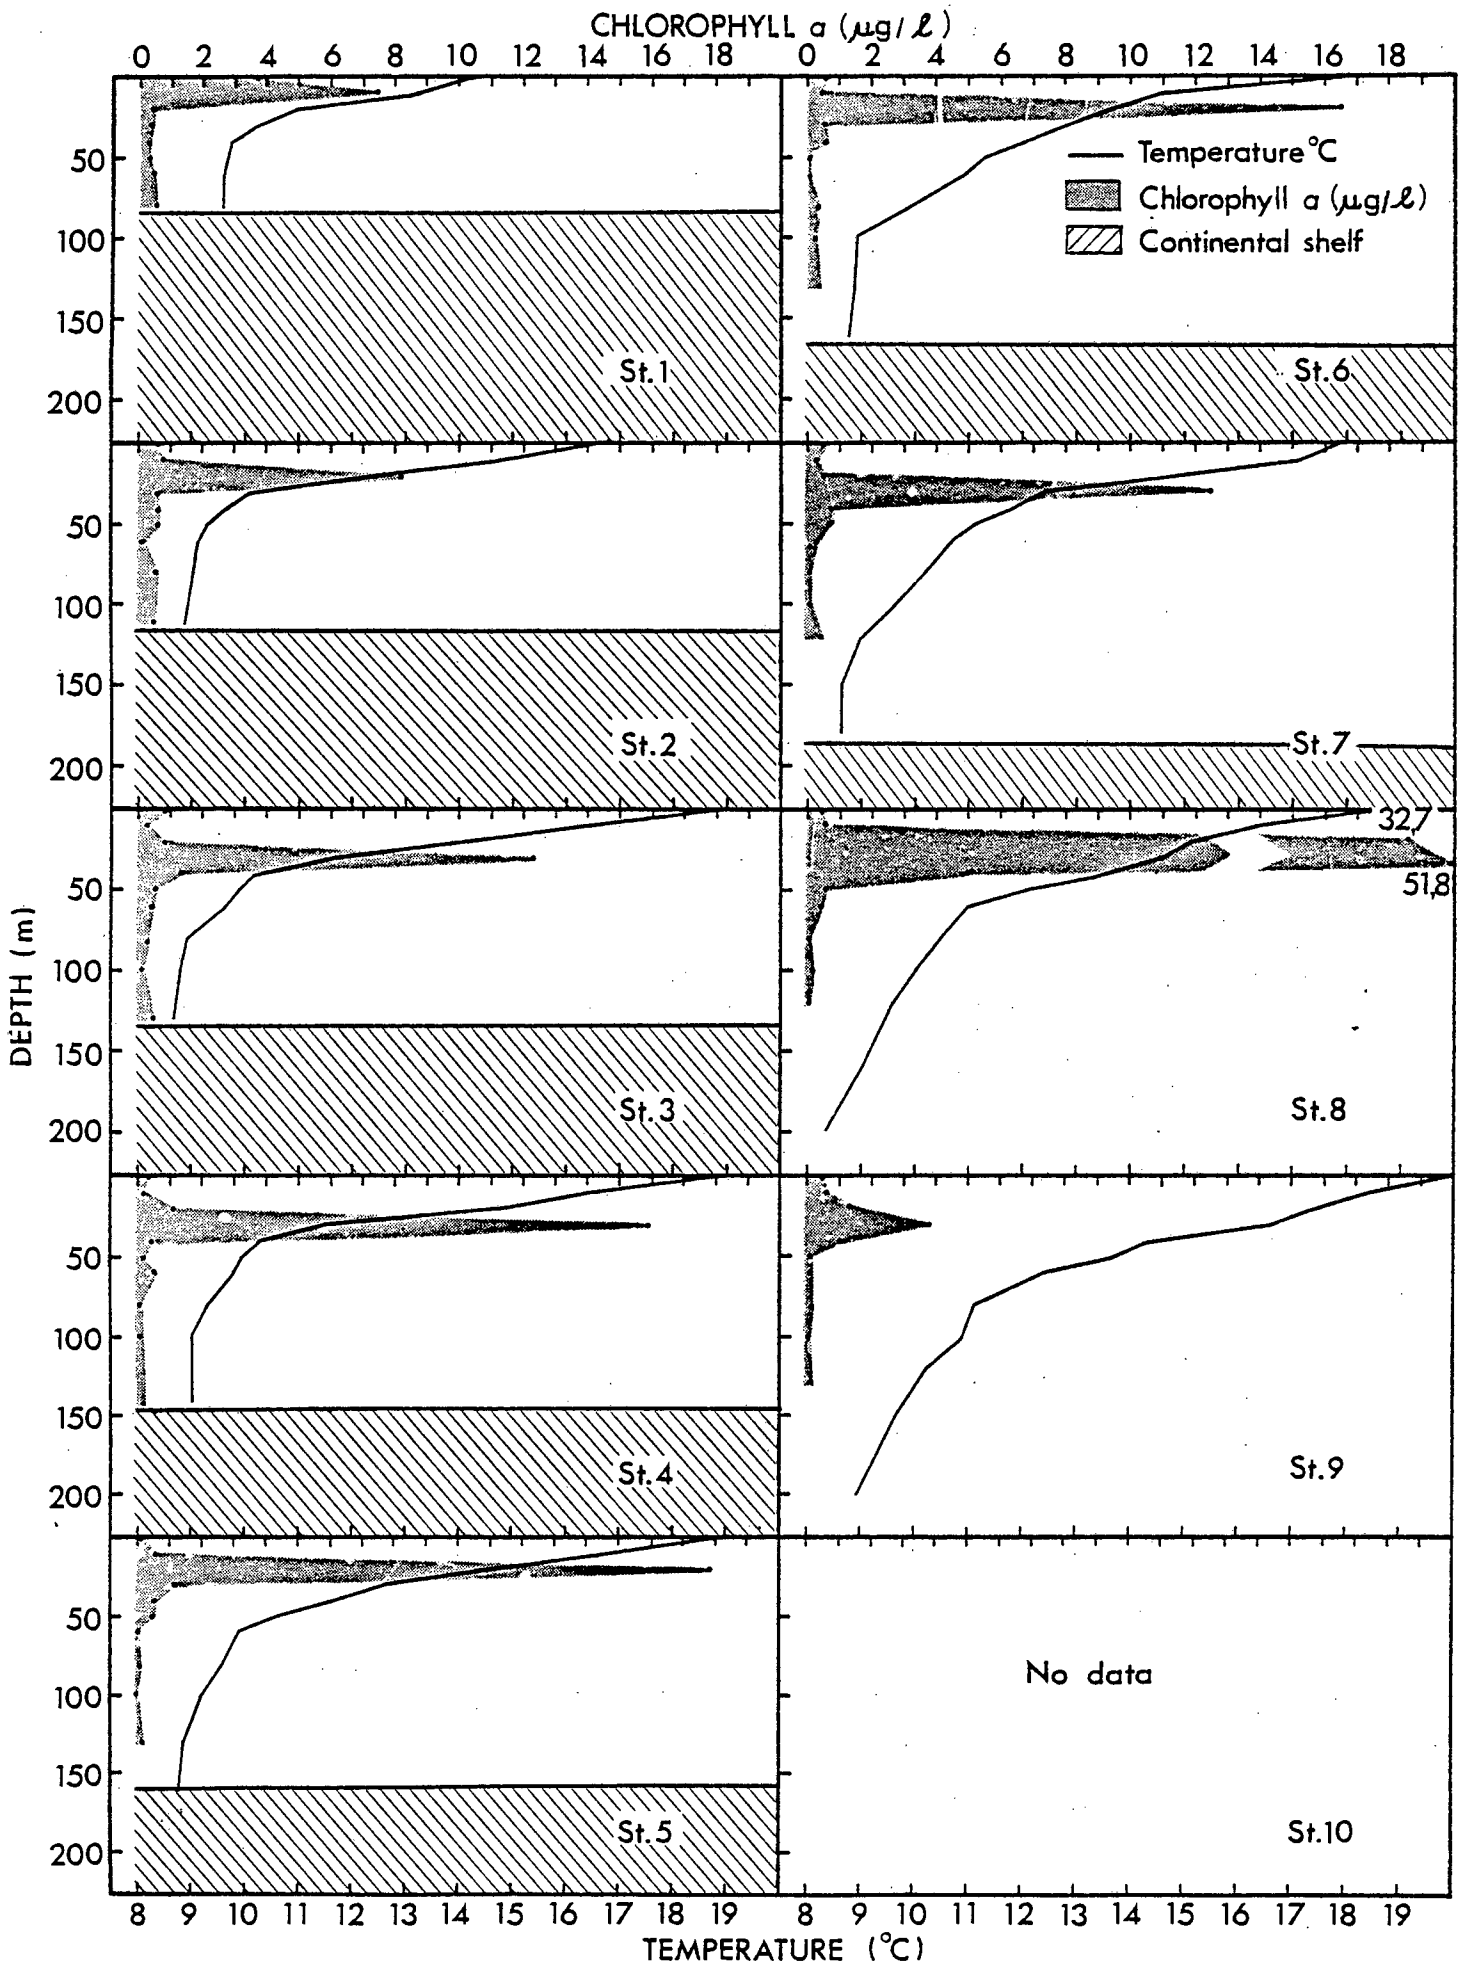 CHLOROPHYLL a (µg/ℓ)
0 2 4 6 8 10 12 14 16 18
0 2 4 6 8 10 12 14 16 18
Temperature °C
Chlorophyll a (µg/ℓ)
Continental shelf
50
100
150
200
St.1
St.6
50
100
150
200
St.2
St.7
32,7
51,8
50
100
150
200
St.3
St.8
DEPTH (m)
50
100
150
200
St.4
St.9
50
100
150
200
No data
St.5
St.10
8 9 10 11 12 13 14 15 16 17 18 19
8 9 10 11 12 13 14 15 16 17 18 19
TEMPERATURE (°C)